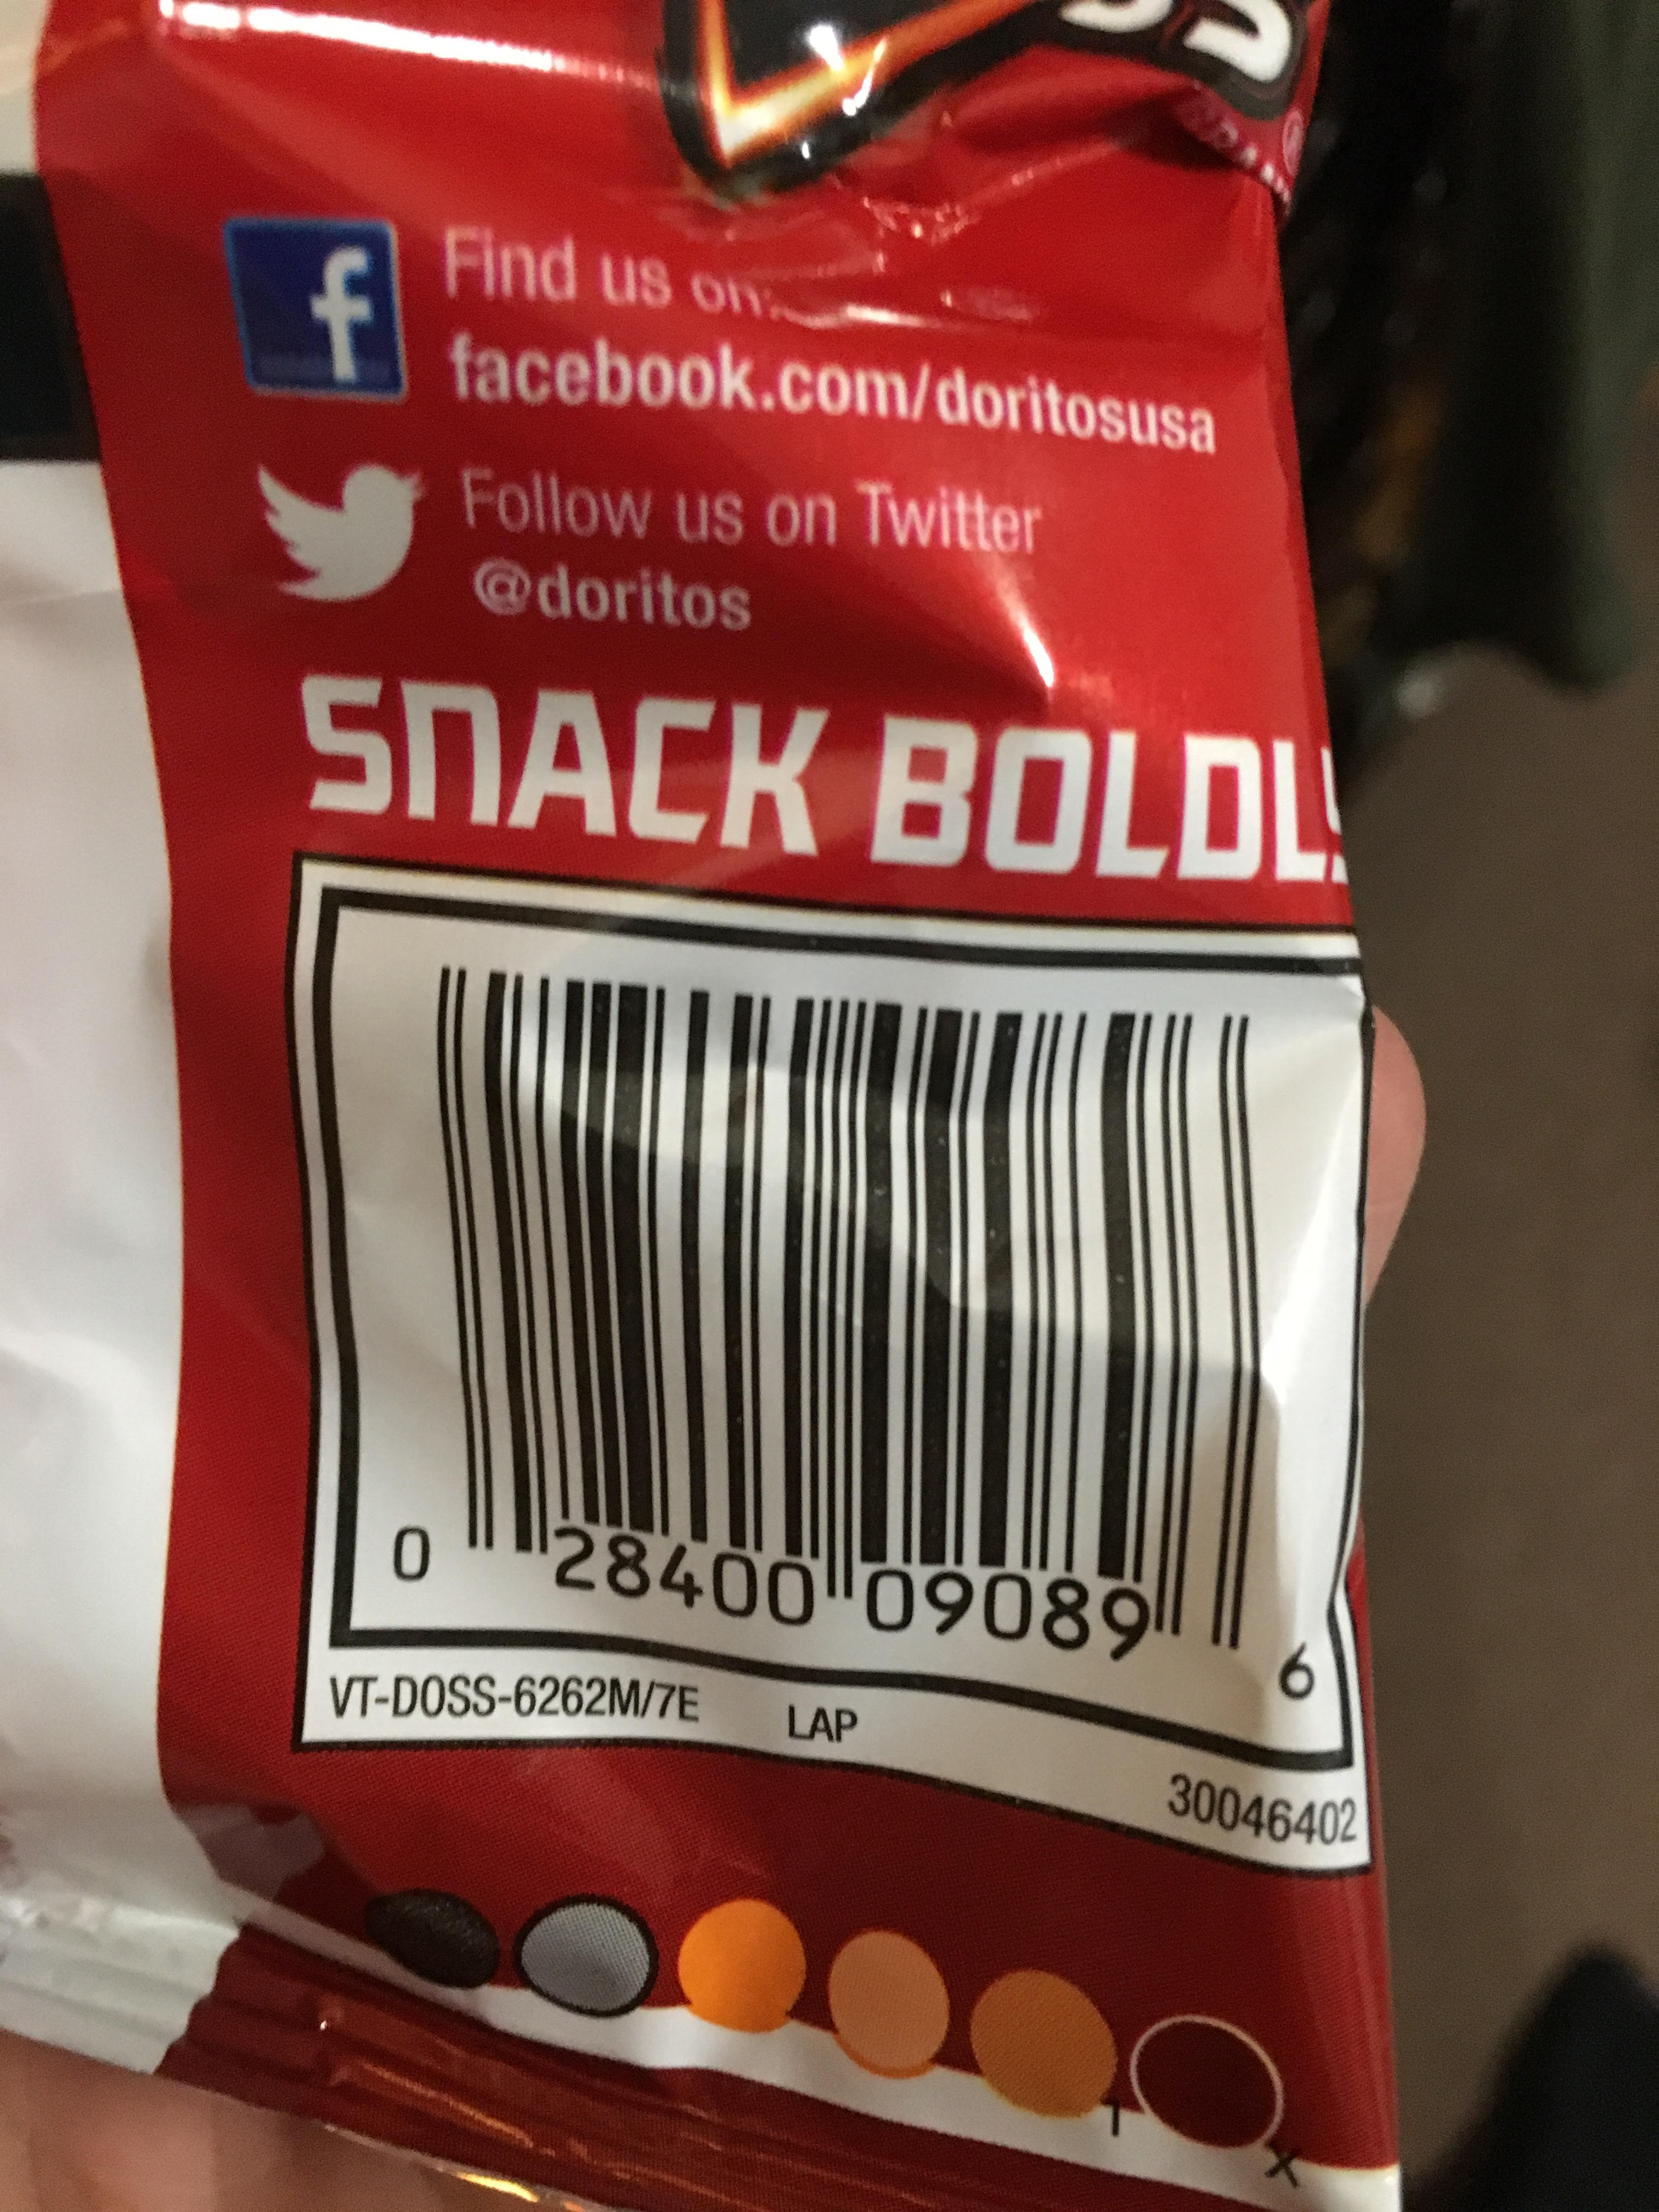 f
Find us on:
facebook.com/doritosusa
Follow us on Twitter
@doritos
SNACK BOLDLY
0 28400 09089 6
VT-DOSS-6262M/7E LAP
30046402
1
X